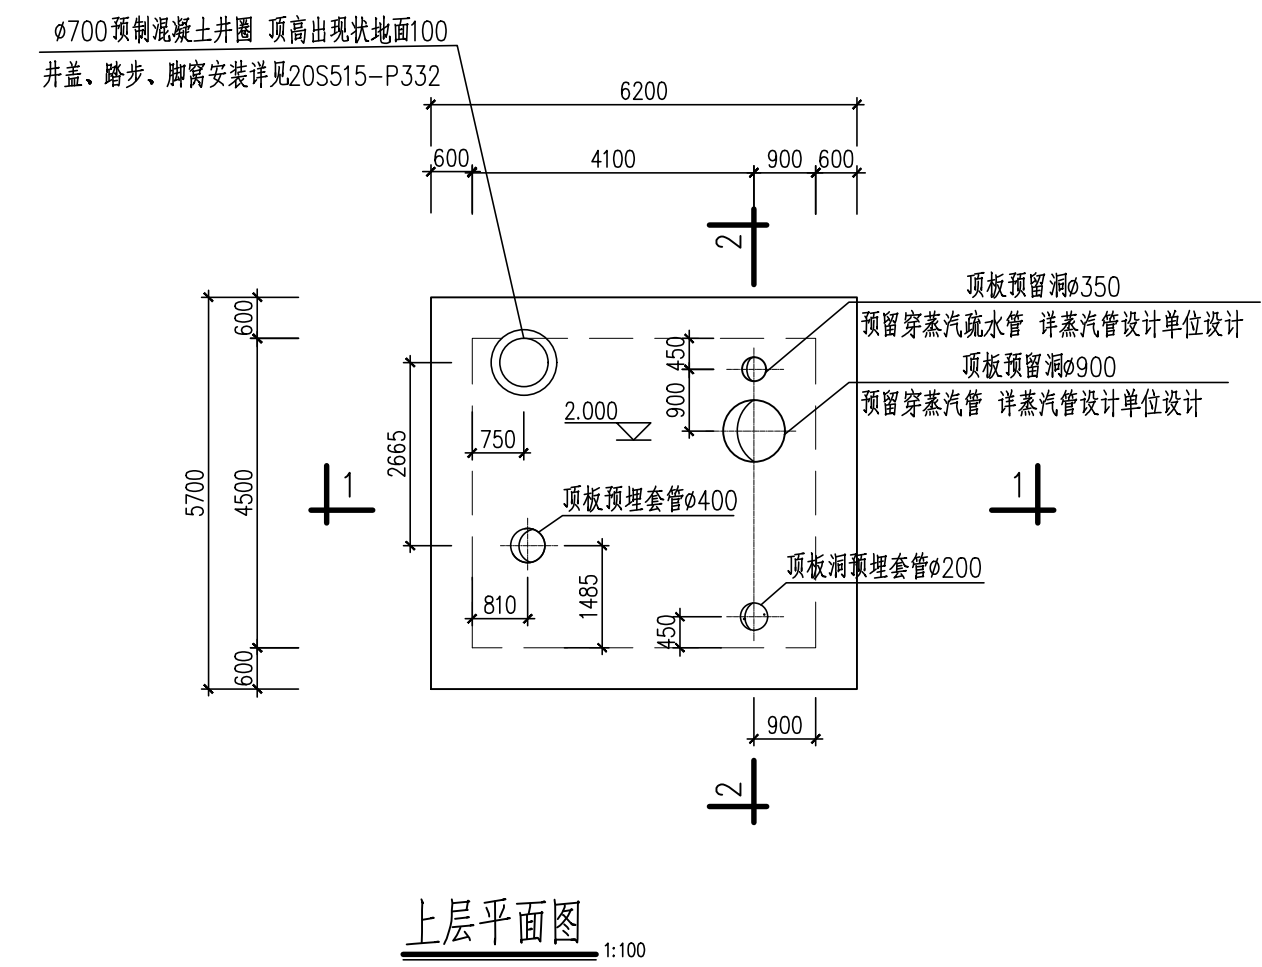 ø700预制混凝土井圈 顶高出现状地面100
井盖、踏步、脚窝安装详见20S515-P332
6200
600 4100 900 600
2
顶板预留洞ø350
预留穿蒸汽疏水管 详蒸汽管设计单位设计
顶板预留洞ø900
预留穿蒸汽管 详蒸汽管设计单位设计
600
450
900
2.000
750
2665
5700
4500
1
1
顶板预埋套管ø400
顶板洞预埋套管ø200
810
1485
450
600
900
2
上层平面图 1:100